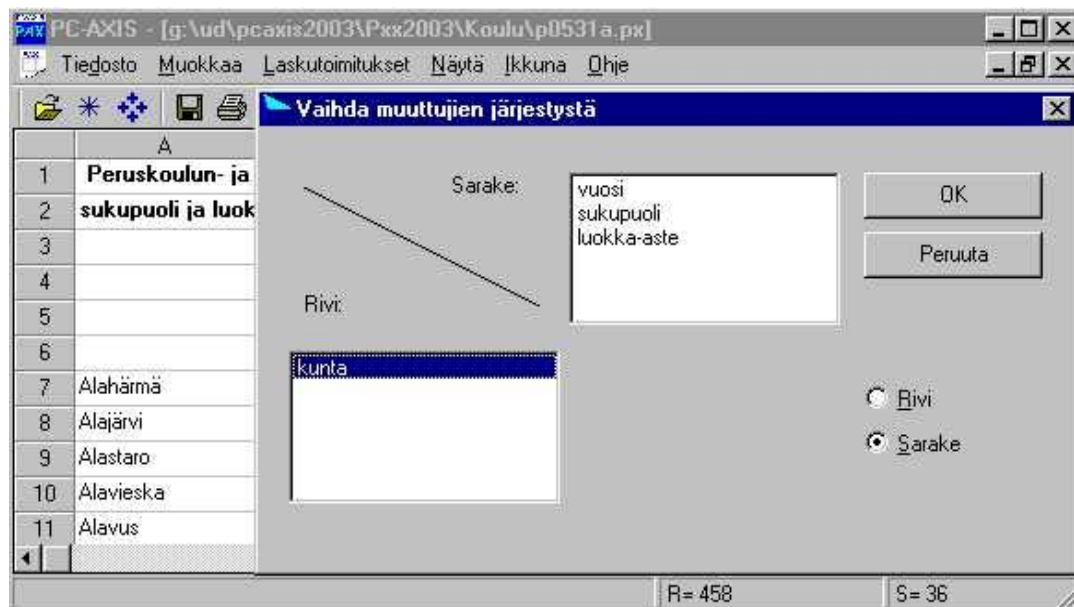 PC-AXIS - [g:\ud\pcaxis2003\Pxx2003\Koulu\p0531a.px]
Tiedosto Muokkaa Laskutoimitukset Näytä Ikkuna Ohje
Vaihda muuttujien järjestystä
A
1 Peruskoulun- ja
2 sukupuoli ja luok
3
4
5
6
7 Alahärmä
8 Alajärvi
9 Alastaro
10 Alavieska
11 Alavus
Sarake:
vuosi
sukupuoli
luokka-aste
OK
Peruuta
Rivi:
kunta
Rivi
Sarake
R= 458 S= 36